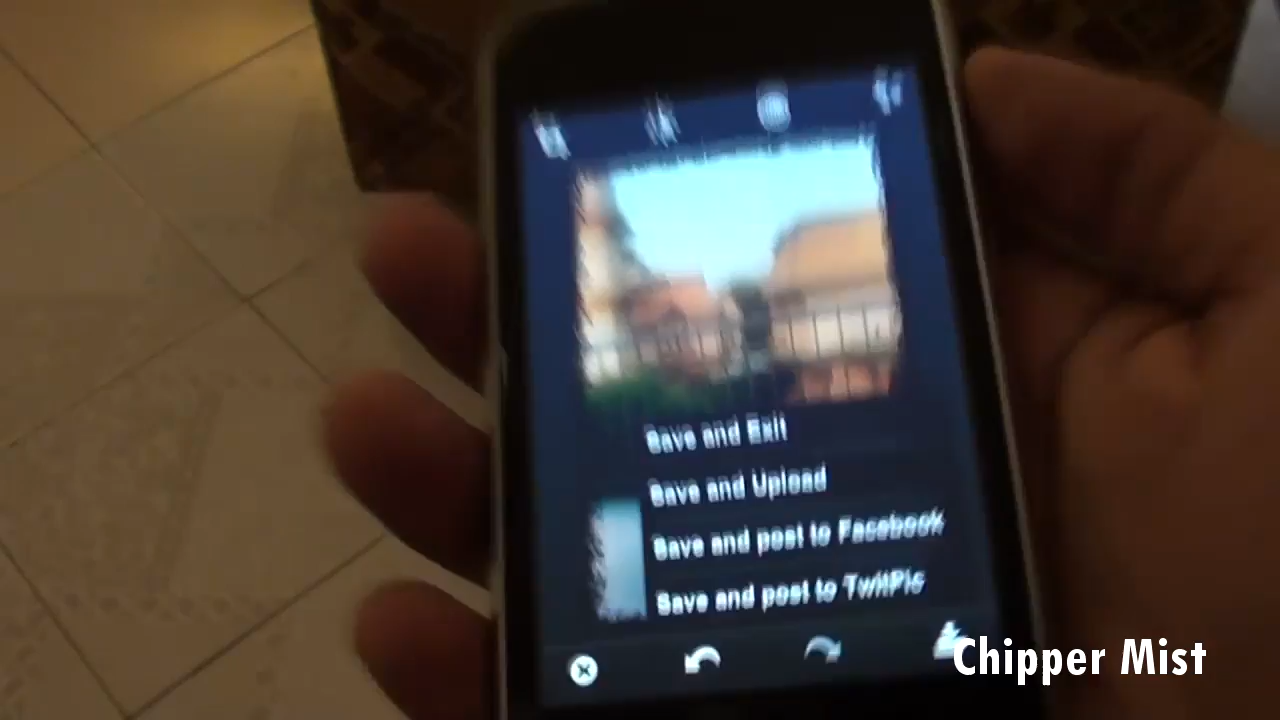 Save and Exit
Save and Upload
Save and post to Facebook
Save and post to TwitPic
Chipper Mist